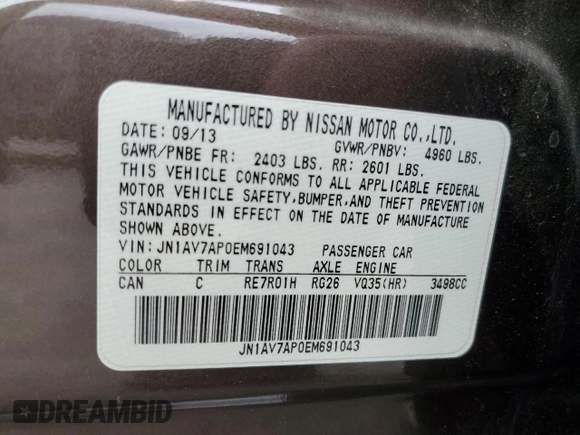 MANUFACTURED BY NISSAN MOTOR CO.,LTD.
DATE: 09/13 GVWR/PNBV: 4960 LBS.
GAWR/PNBE FR: 2403 LBS. RR: 2601 LBS.
THIS VEHICLE CONFORMS TO ALL APPLICABLE FEDERAL
MOTOR VEHICLE SAFETY,BUMPER,AND THEFT PREVENTION
STANDARDS IN EFFECT ON THE DATE OF MANUFACTURE
SHOWN ABOVE.
VIN: JN1AV7AP0EM691043 PASSENGER CAR
COLOR TRIM TRANS AXLE ENGINE
CAN C RE7R01H RG26 VQ35(HR) 3498CC
JN1AV7AP0EM691043
DREAMBID